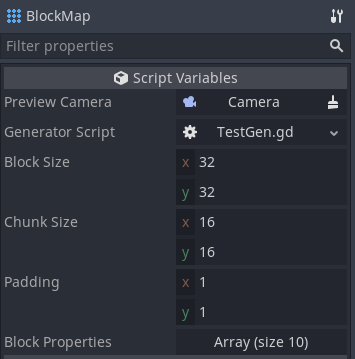 BlockMap
Filter properties
Script Variables
Preview Camera Camera
Generator Script TestGen.gd
Block Size x 32
y 32
Chunk Size x 16
y 16
Padding x 1
y 1
Block Properties Array (size 10)